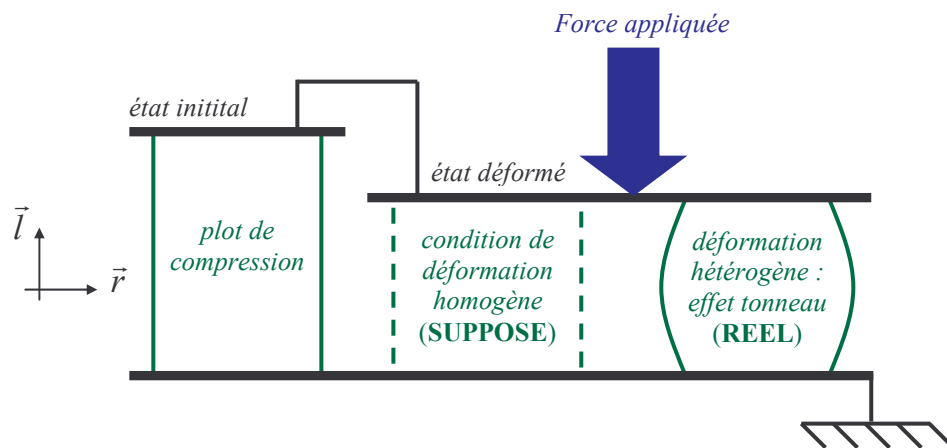 Force appliquée
état initital
état déformé
plot de
compression
condition de
déformation
homogène
(SUPPOSE)
déformation
hétérogène :
effet tonneau
(REEL)
l
r